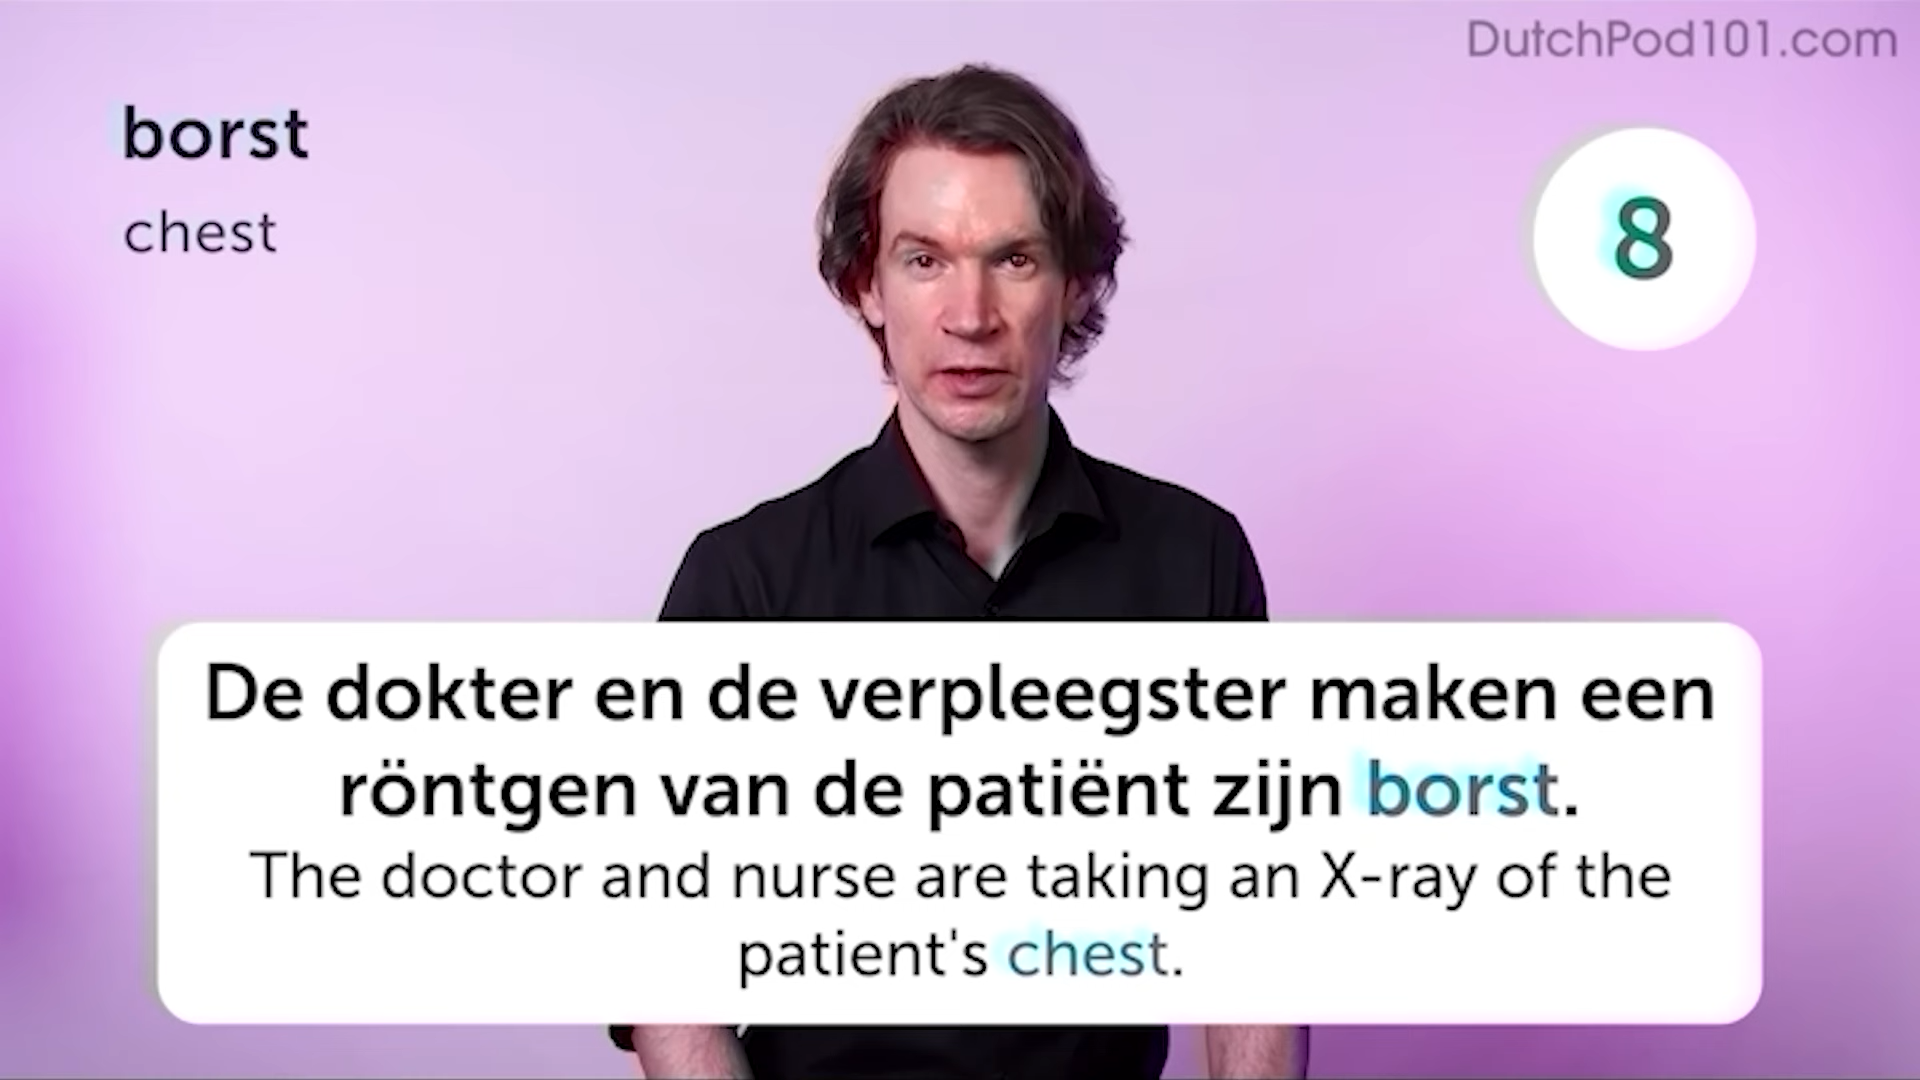 DutchPod101.com
borst
chest
8
De dokter en de verpleegster maken een
röntgen van de patiënt zijn borst.
The doctor and nurse are taking an X-ray of the
patient's chest.